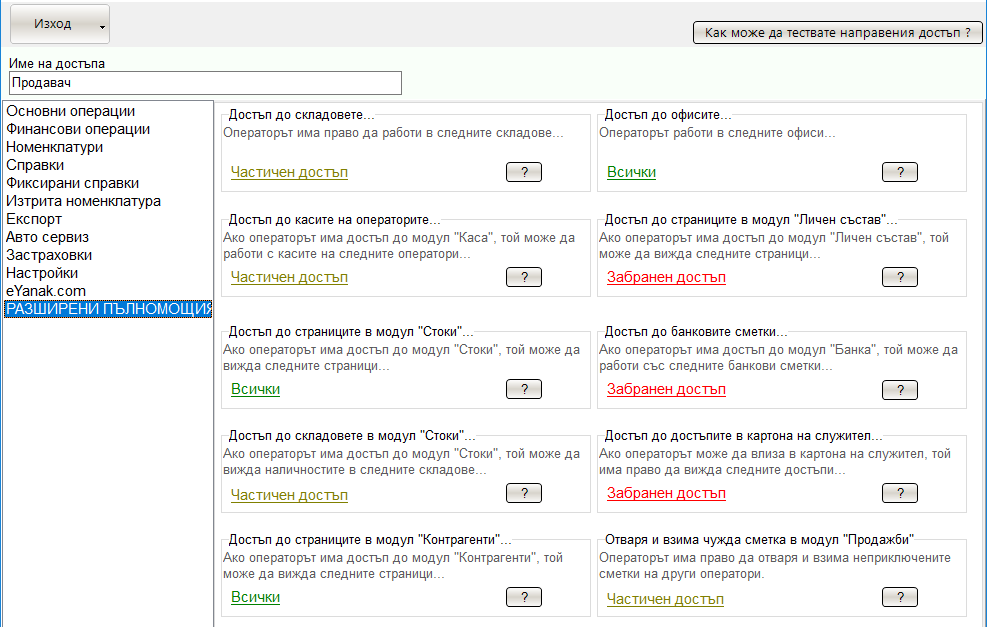 Изход
Как може да тествате направения достъп ?
Име на достъпа
Продавач
Основни операции
Финансови операции
Номенклатури
Справки
Фиксирани справки
Изтрита номенклатура
Експорт
Авто сервиз
Застраховки
Настройки
eYanak.com
РАЗШИРЕНИ ПЪЛНОМОЩИЯ
Достъп до складовете...
Операторът има право да работи в следните складове...
Частичен достъп
?
Достъп до офисите...
Операторът работи в следните офиси...
Всички
?
Достъп до касите на операторите...
Ако операторът има достъп до модул "Каса", той може да
работи с касите на следните оператори...
Частичен достъп
?
Достъп до страниците в модул "Личен състав"...
Ако операторът има достъп до модул "Личен състав", той
може да вижда следните страници...
Забранен достъп
?
Достъп до страниците в модул "Стоки"...
Ако операторът има достъп до модул "Стоки", той може да
вижда следните страници...
Всички
?
Достъп до банковите сметки...
Ако операторът има достъп до модул "Банка", той може да
работи със следните банкови сметки...
Забранен достъп
?
Достъп до складовете в модул "Стоки"...
Ако операторът има достъп до модул "Стоки", той може да
вижда наличностите в следните складове...
Частичен достъп
?
Достъп до достъпите в картона на служител...
Ако операторът може да влиза в картона на служител, той
има право да вижда следните достъпи...
Забранен достъп
?
Достъп до страниците в модул "Контрагенти"...
Ако операторът има достъп до модул "Контрагенти", той
може да вижда следните страници...
Всички
?
Отваря и взима чужда сметка в модул "Продажби"
Операторът има право да отваря и взима неприключените
сметки на други оператори.
Частичен достъп
?